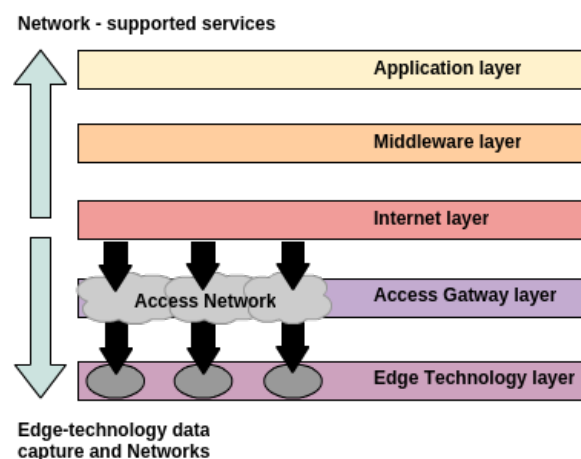 Network - supported services
Application layer
Middleware layer
Internet layer
Access Network
Access Gatway layer
Edge Technology layer
Edge-technology data
capture and Networks